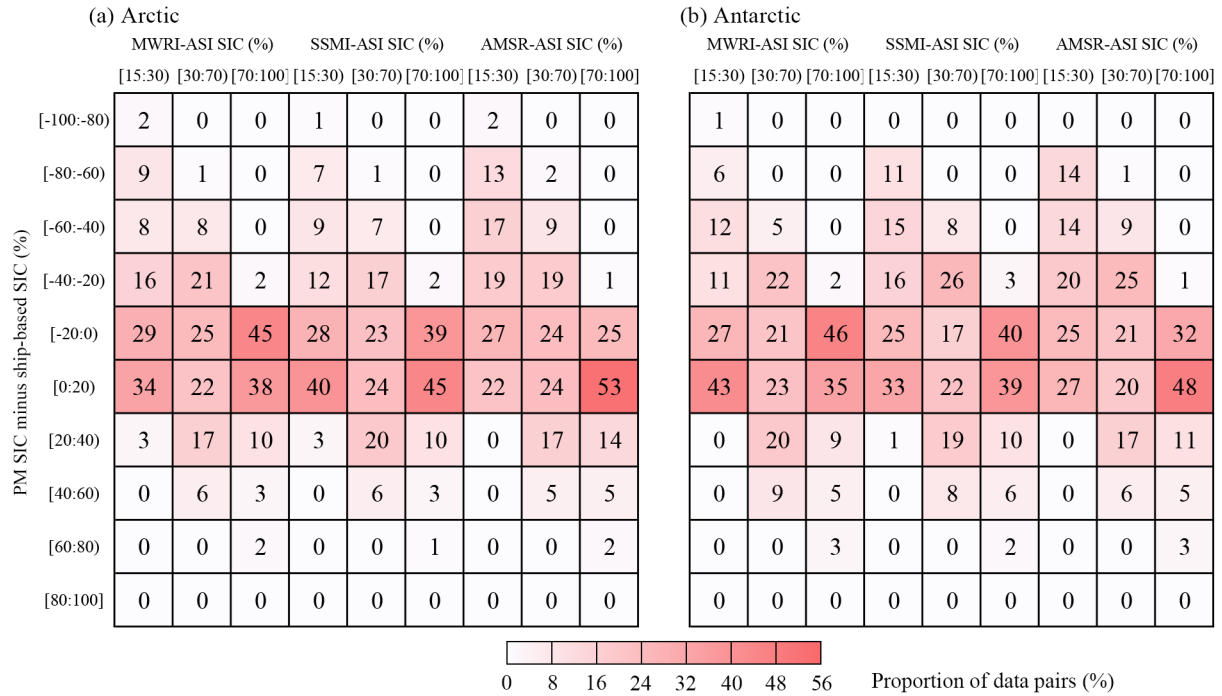 (a) Arctic (b) Antarctic
MWRI-ASI SIC (%) SSMI-ASI SIC (%) AMSR-ASI SIC (%) MWRI-ASI SIC (%) SSMI-ASI SIC (%) AMSR-ASI SIC (%)
[15:30) [30:70) [70:100] [15:30) [30:70) [70:100] [15:30) [30:70) [70:100] [15:30) [30:70) [70:100] [15:30) [30:70) [70:100] [15:30) [30:70) [70:100]
PM SIC minus ship-based SIC (%)
[-100:-80) 2 0 0 1 0 0 2 0 0 1 0 0 0 0 0 0 0 0
[-80:-60) 9 1 0 7 1 0 13 2 0 6 0 0 11 0 0 14 1 0
[-60:-40) 8 8 0 9 7 0 17 9 0 12 5 0 15 8 0 14 9 0
[-40:-20) 16 21 2 12 17 2 19 19 1 11 22 2 16 26 3 20 25 1
[-20:0) 29 25 45 28 23 39 27 24 25 27 21 46 25 17 40 25 21 32
[0:20) 34 22 38 40 24 45 22 24 53 43 23 35 33 22 39 27 20 48
[20:40) 3 17 10 3 20 10 0 17 14 0 20 9 1 19 10 0 17 11
[40:60) 0 6 3 0 6 3 0 5 5 0 9 5 0 8 6 0 6 5
[60:80) 0 0 2 0 0 1 0 0 2 0 0 3 0 0 2 0 0 3
[80:100] 0 0 0 0 0 0 0 0 0 0 0 0 0 0 0 0 0 0
0 8 16 24 32 40 48 56 Proportion of data pairs (%)